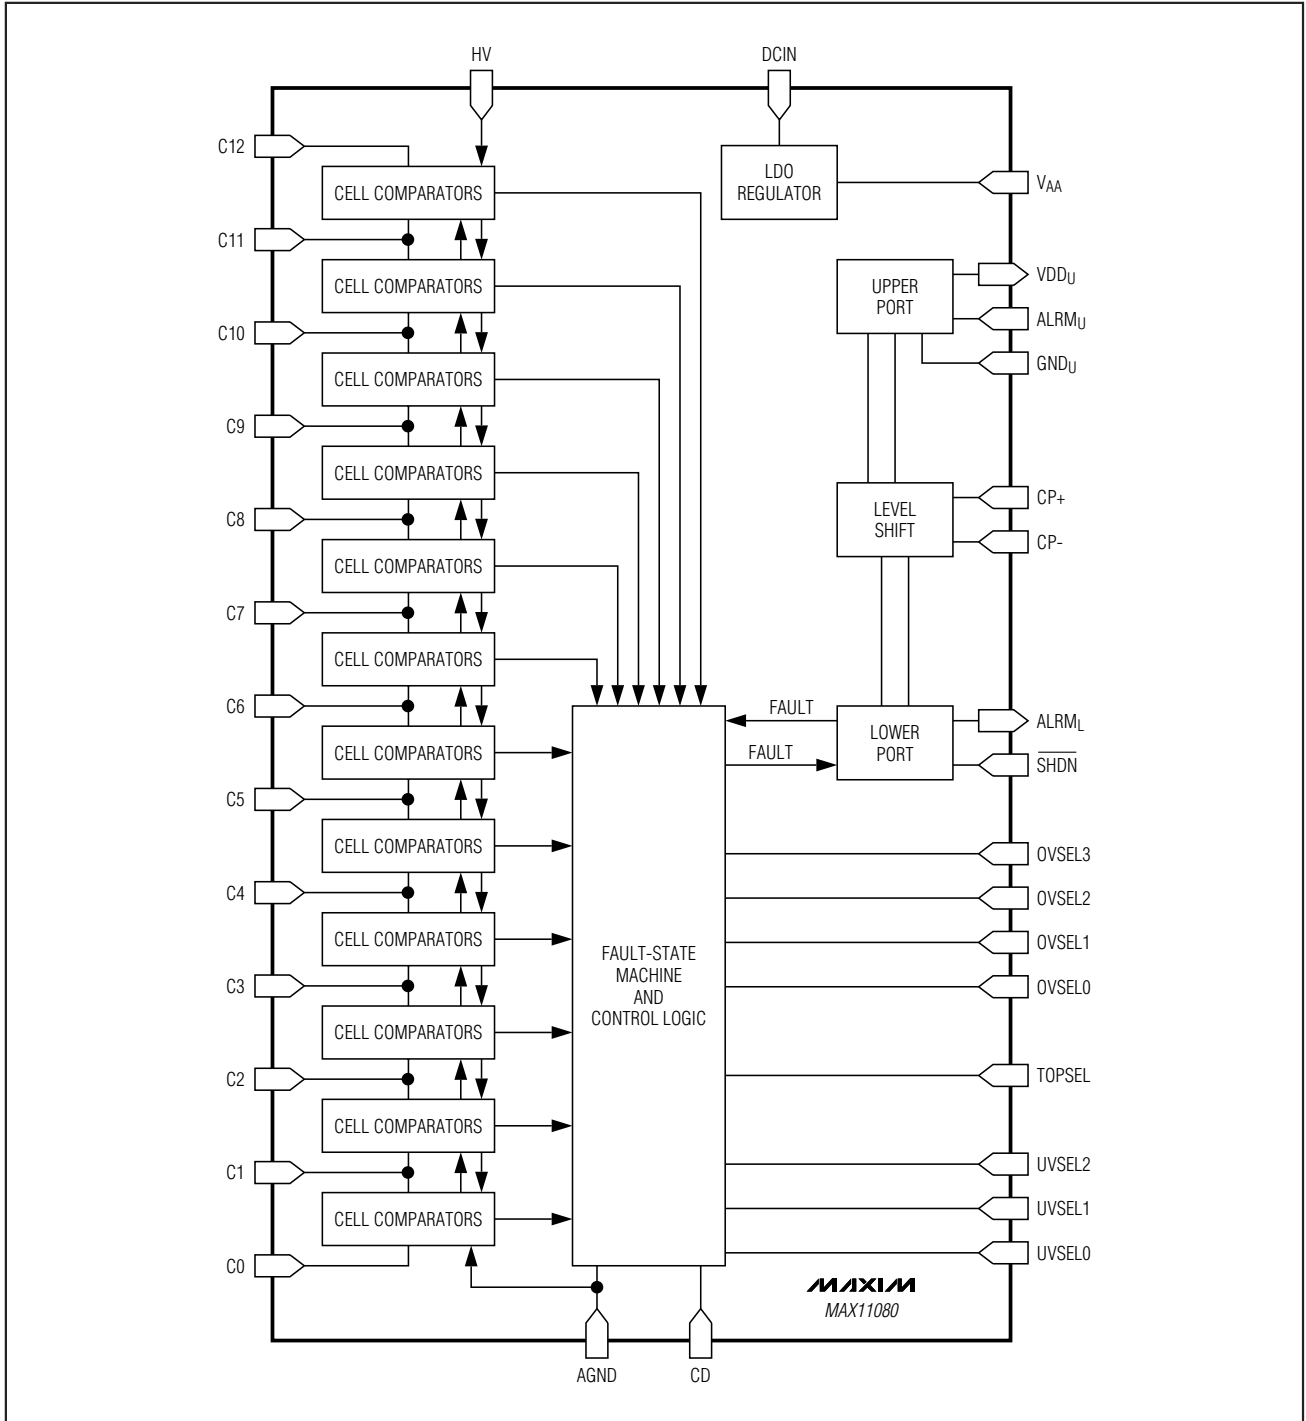 HV
DCIN
C12
CELL COMPARATORS
LDO
REGULATOR
VAA
C11
CELL COMPARATORS
UPPER
PORT
VDDU
ALRMU
GNDU
C10
CELL COMPARATORS
C9
CELL COMPARATORS
LEVEL
SHIFT
CP+
CP-
C8
CELL COMPARATORS
C7
CELL COMPARATORS
C6
FAULT
FAULT
LOWER
PORT
ALRML
SHDN
CELL COMPARATORS
C5
CELL COMPARATORS
OVSEL3
C4
OVSEL2
CELL COMPARATORS
OVSEL1
FAULT-STATE
MACHINE
AND
CONTROL LOGIC
C3
OVSEL0
CELL COMPARATORS
C2
TOPSEL
CELL COMPARATORS
C1
UVSEL2
CELL COMPARATORS
UVSEL1
C0
UVSEL0
MAXIM
MAX11080
AGND
CD